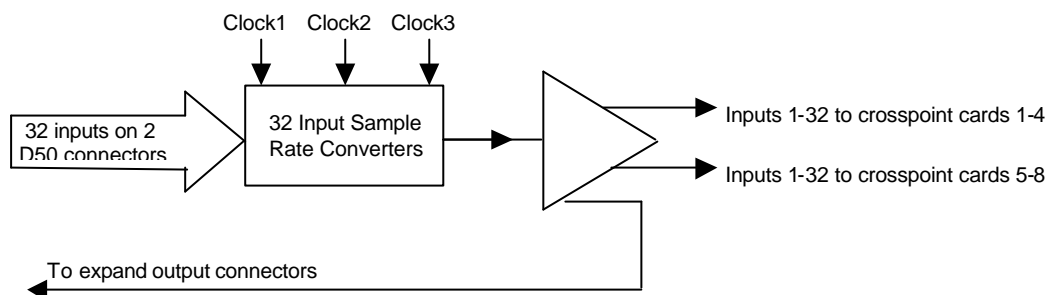 Clock1 Clock2 Clock3
32 inputs on 2
D50 connectors
32 Input Sample
Rate Converters
Inputs 1-32 to crosspoint cards 1-4
Inputs 1-32 to crosspoint cards 5-8
To expand output connectors